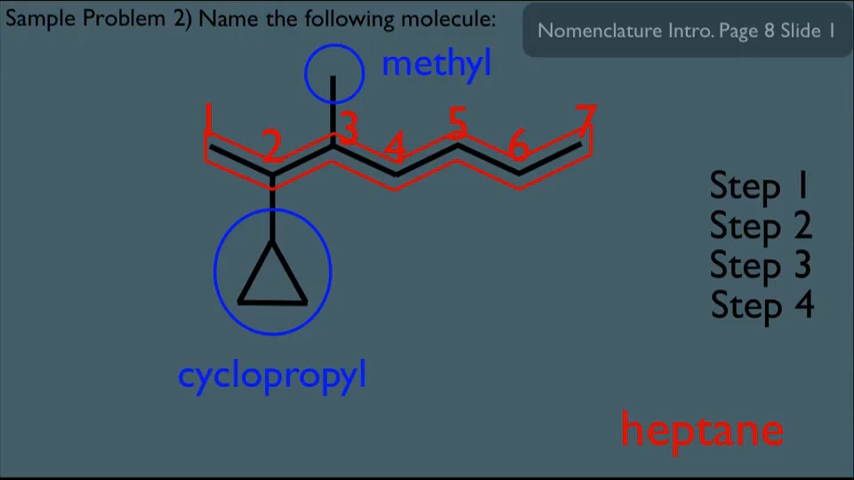 Sample Problem 2) Name the following molecule:
Nomenclature Intro. Page 8 Slide 1
methyl
1 2 3 4 5 6 7
Step 1
Step 2
Step 3
Step 4
cyclopropyl
heptane